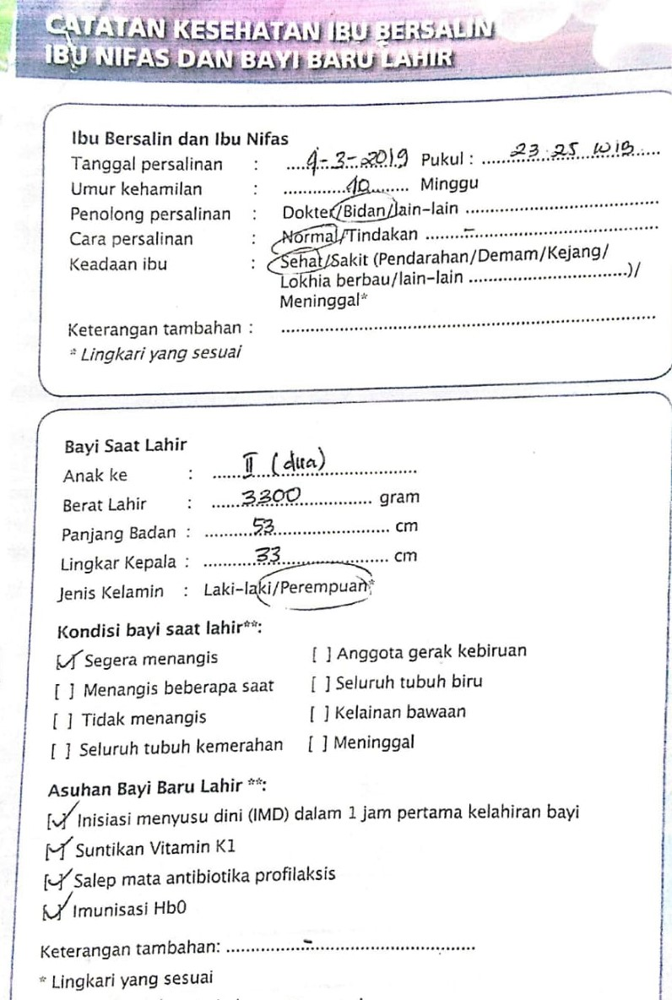 CATATAN KESEHATAN IBU BERSALIN
IBU NIFAS DAN BAYI BARU LAHIR
Ibu Bersalin dan Ibu Nifas
Tanggal persalinan : ....9-3-2019 Pukul : ......23.25 WIB......
Umur kehamilan : ............40....... Minggu
Penolong persalinan : Dokter/Bidan/lain-lain ........................................
Cara persalinan : Normal/Tindakan ........-........................................
Keadaan ibu : Sehat/Sakit (Pendarahan/Demam/Kejang/
Lokhia berbau/lain-lain ................................)/
Meninggal*
Keterangan tambahan : ................................................................
* Lingkari yang sesuai
Bayi Saat Lahir
Anak ke : ......II (dua)..................
Berat Lahir : ......3300.............. gram
Panjang Badan : .........53...................... cm
Lingkar Kepala : .........33...................... cm
Jenis Kelamin : Laki-laki/Perempuan*
Kondisi bayi saat lahir**:
[✓] Segera menangis [ ] Anggota gerak kebiruan
[ ] Menangis beberapa saat [ ] Seluruh tubuh biru
[ ] Tidak menangis [ ] Kelainan bawaan
[ ] Seluruh tubuh kemerahan [ ] Meninggal
Asuhan Bayi Baru Lahir **:
[✓] Inisiasi menyusu dini (IMD) dalam 1 jam pertama kelahiran bayi
[✓] Suntikan Vitamin K1
[✓] Salep mata antibiotika profilaksis
[✓] Imunisasi Hb0
Keterangan tambahan: ................-................................
* Lingkari yang sesuai